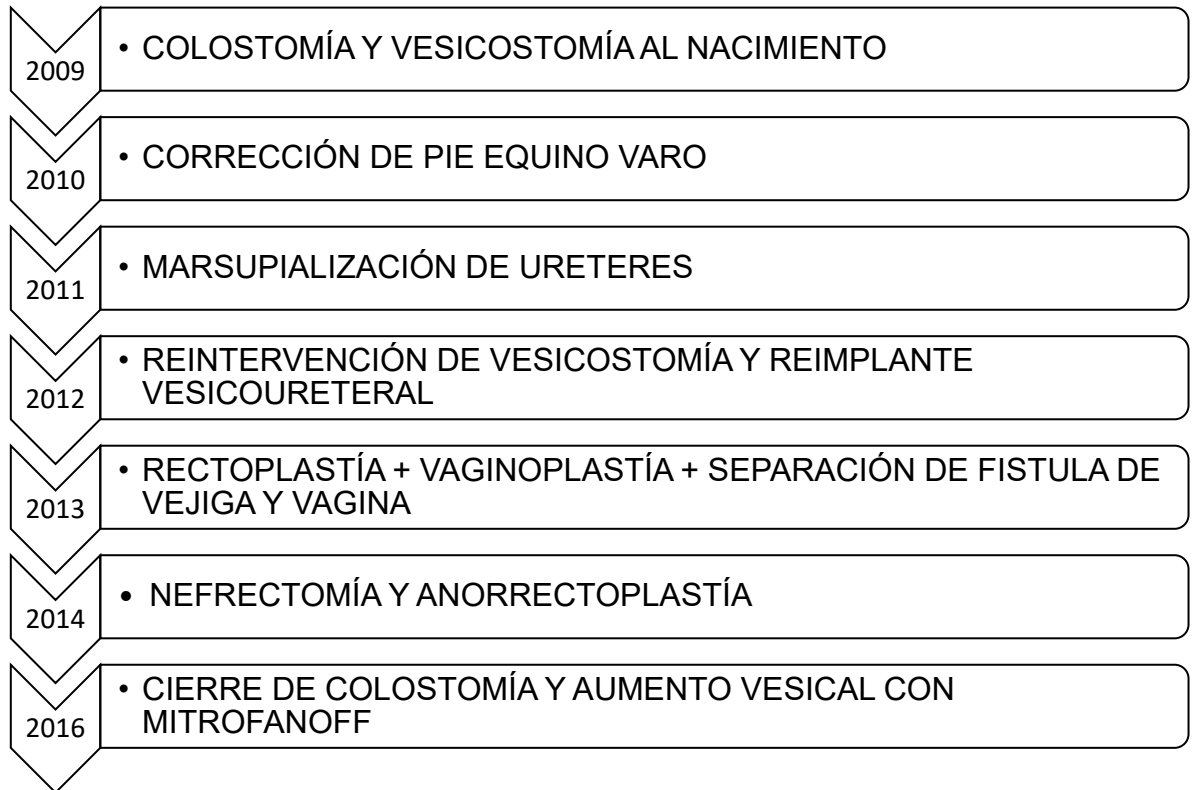 2009
• COLOSTOMÍA Y VESICOSTOMÍA AL NACIMIENTO
2010
• CORRECCIÓN DE PIE EQUINO VARO
2011
• MARSUPIALIZACIÓN DE URETERES
2012
• REINTERVENCIÓN DE VESICOSTOMÍA Y REIMPLANTE
VESICOURETERAL
2013
• RECTOPLASTÍA + VAGINOPLASTÍA + SEPARACIÓN DE FISTULA DE
VEJIGA Y VAGINA
2014
• NEFRECTOMÍA Y ANORRECTOPLASTÍA
2016
• CIERRE DE COLOSTOMÍA Y AUMENTO VESICAL CON
MITROFANOFF